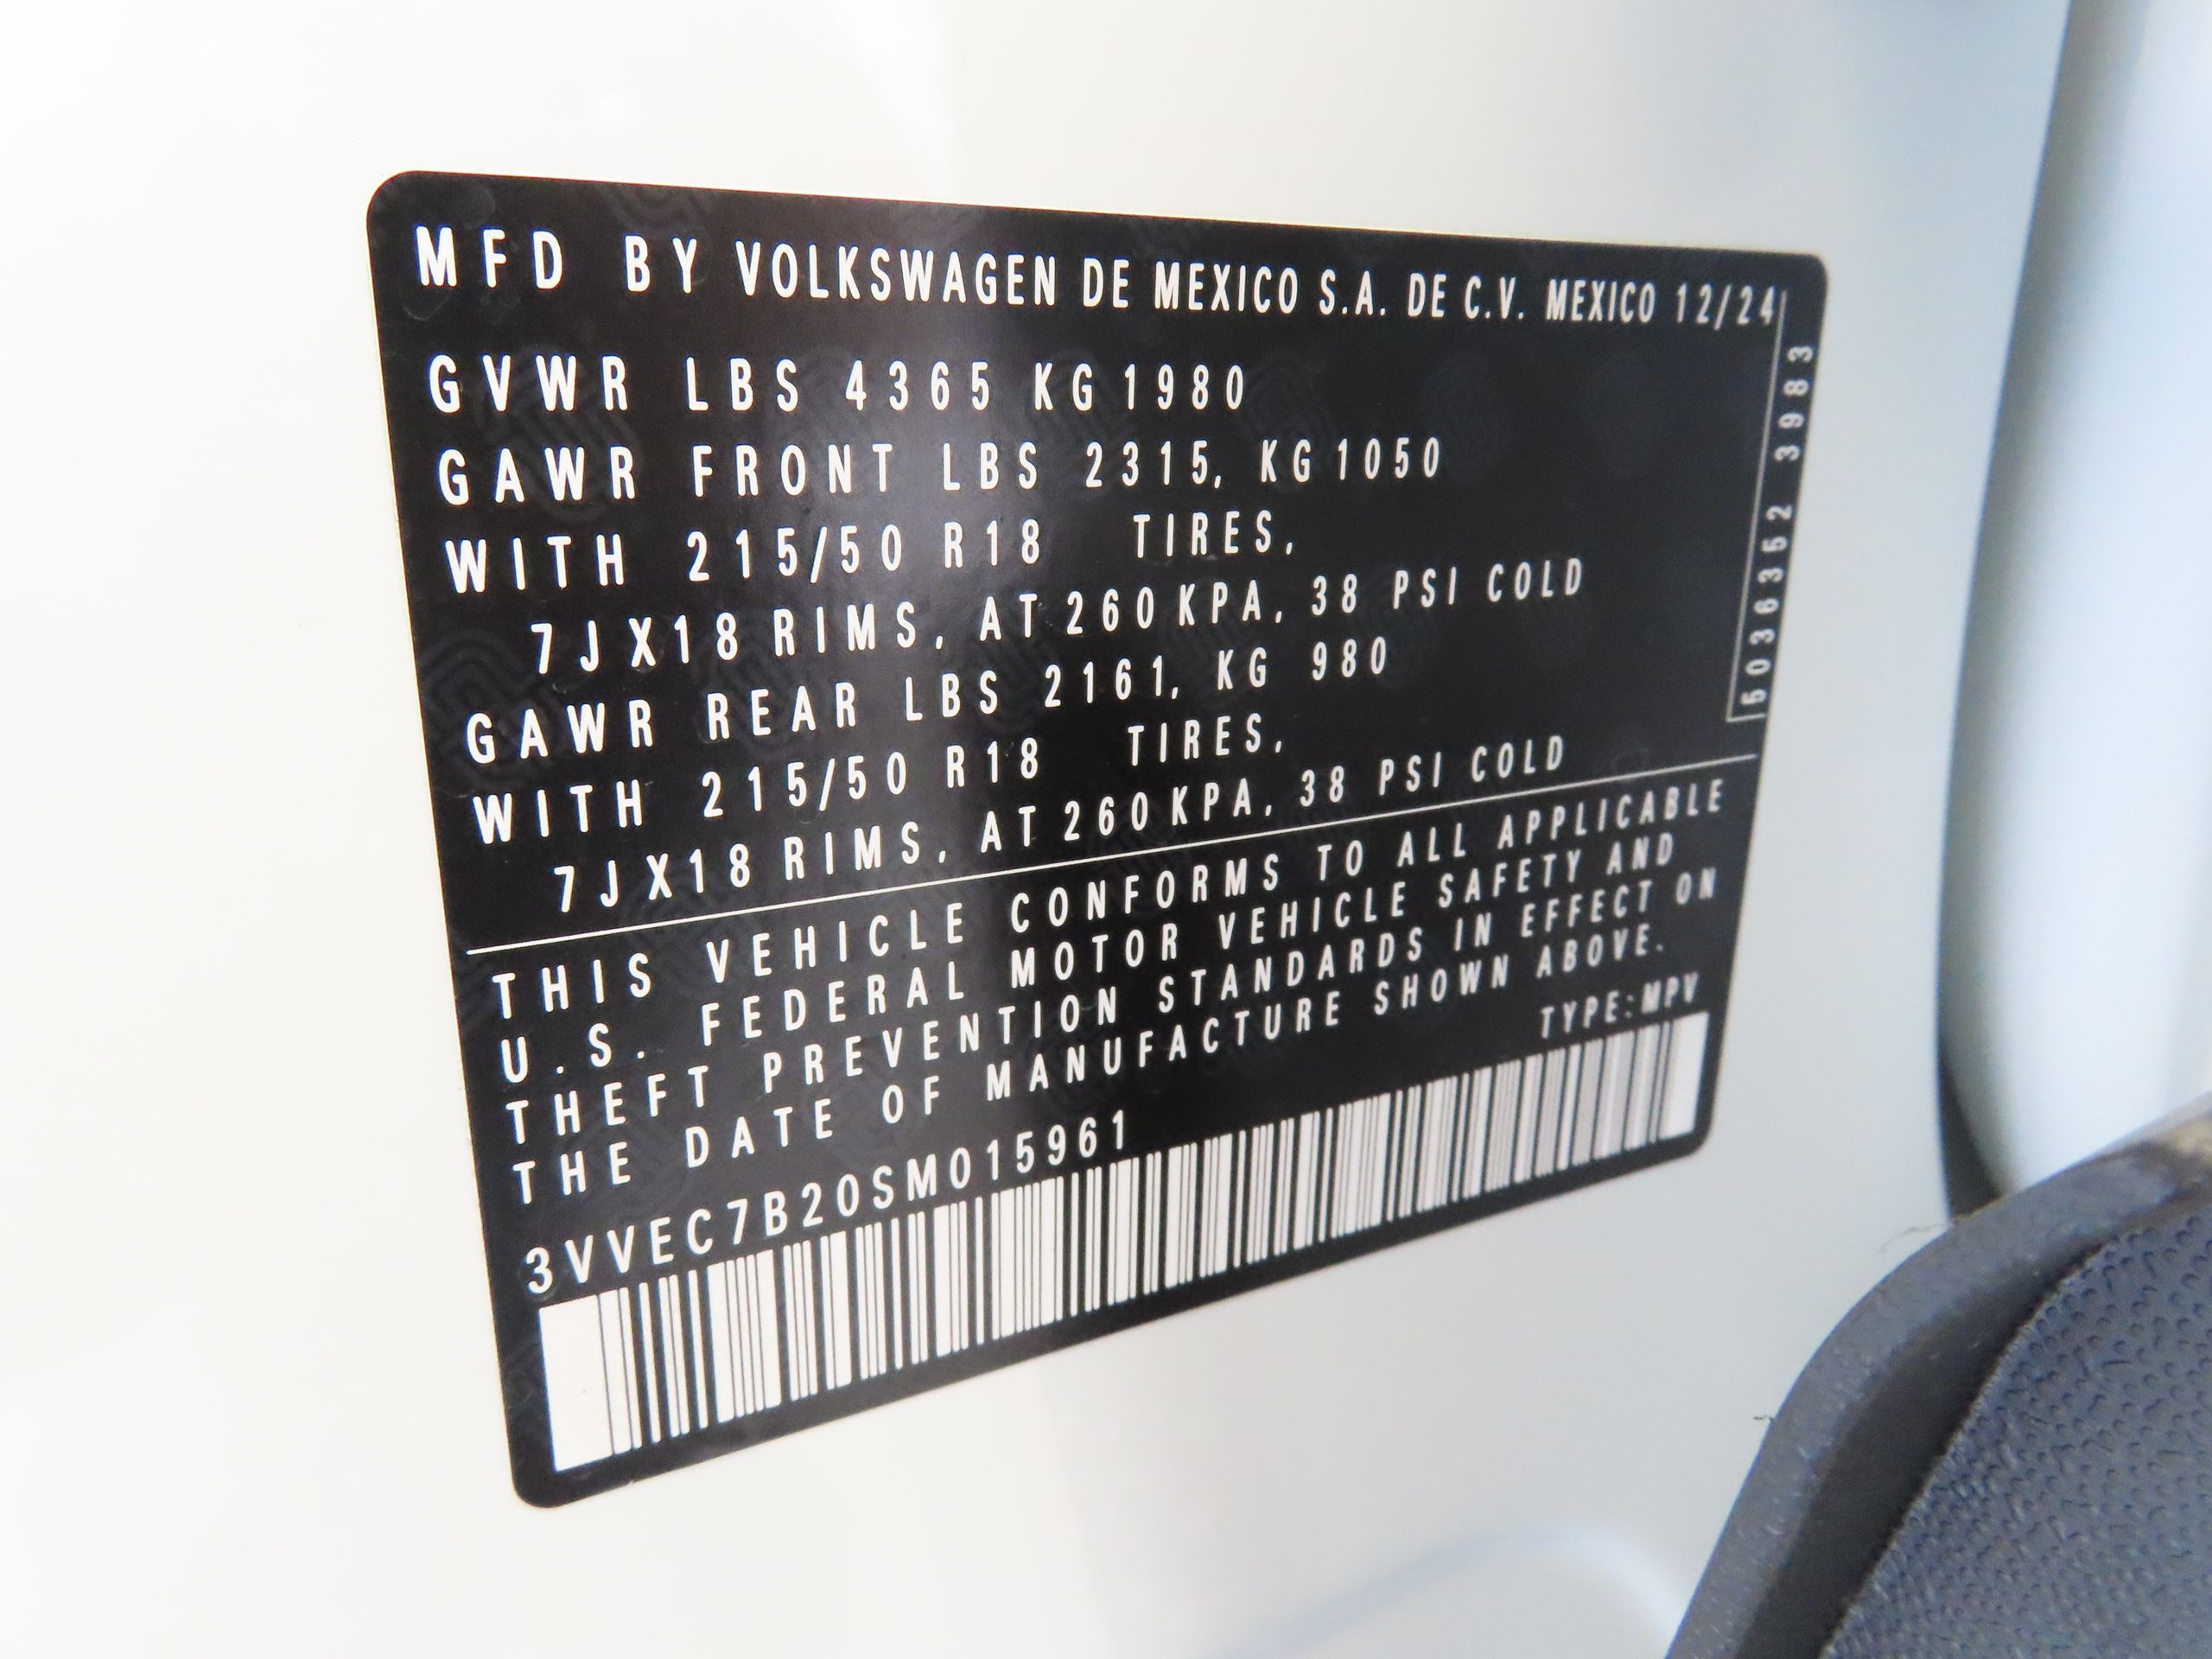 MFD BY VOLKSWAGEN DE MEXICO S.A. DE C.V. MEXICO 12/24
GVWR LBS 4365 KG 1980
GAWR FRONT LBS 2315, KG 1050
WITH 215/50 R18 TIRES,
7JX18 RIMS, AT 260 KPA, 38 PSI COLD
GAWR REAR LBS 2161, KG 980
WITH 215/50 R18 TIRES,
7JX18 RIMS, AT 260 KPA, 38 PSI COLD
5036352 3983
THIS VEHICLE CONFORMS TO ALL APPLICABLE
U.S. FEDERAL MOTOR VEHICLE SAFETY AND
THEFT PREVENTION STANDARDS IN EFFECT ON
THE DATE OF MANUFACTURE SHOWN ABOVE.
TYPE:MPV
3VVEC7B20SM015961